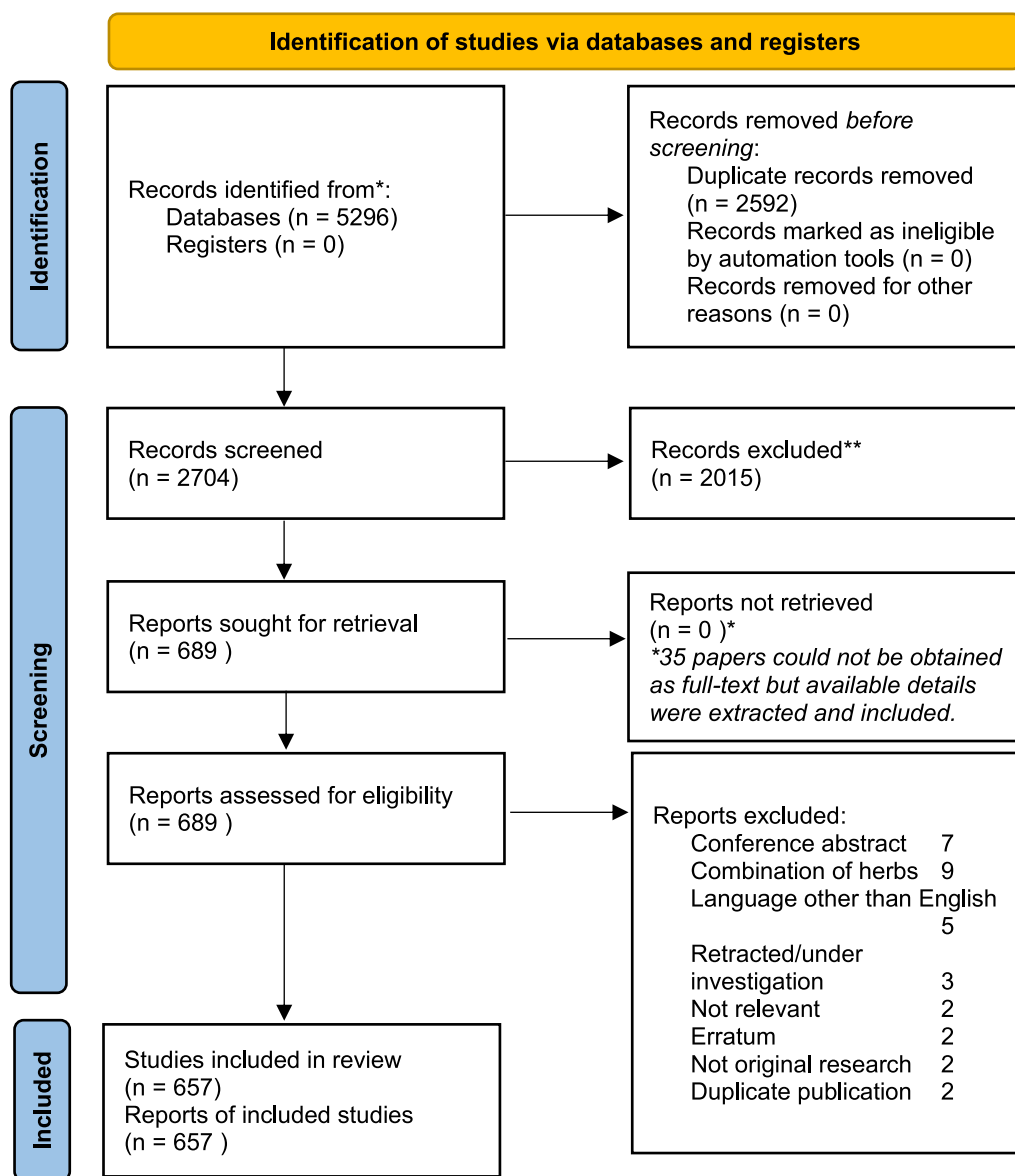 Identification of studies via databases and registers
Identification
Records identified from*:
Databases (n = 5296)
Registers (n = 0)
Records removed before
screening:
Duplicate records removed
(n = 2592)
Records marked as ineligible
by automation tools (n = 0)
Records removed for other
reasons (n = 0)
Screening
Records screened
(n = 2704)
Records excluded**
(n = 2015)
Reports sought for retrieval
(n = 689 )
Reports not retrieved
(n = 0 )*
*35 papers could not be obtained
as full-text but available details
were extracted and included.
Reports assessed for eligibility
(n = 689 )
Reports excluded:
Conference abstract 7
Combination of herbs 9
Language other than English
5
Retracted/under
investigation 3
Not relevant 2
Erratum 2
Not original research 2
Duplicate publication 2
Included
Studies included in review
(n = 657)
Reports of included studies
(n = 657 )